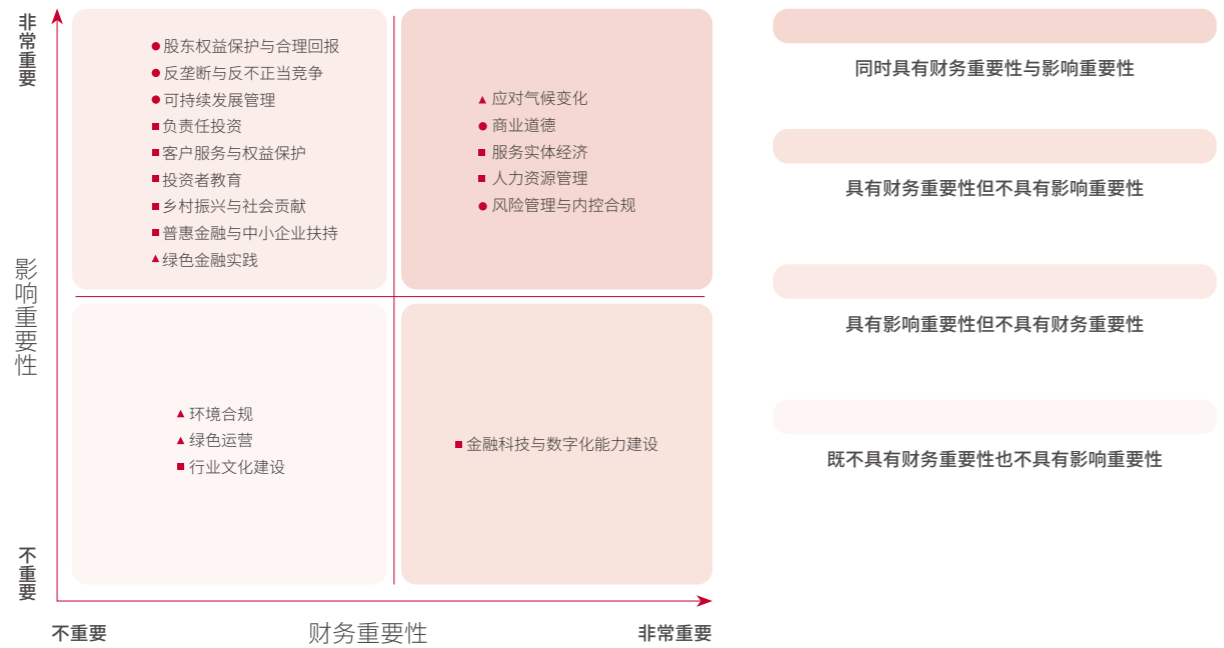 非常重要
影响重要性
不重要
股东权益保护与合理回报
反垄断与反不正当竞争
可持续发展管理
负责任投资
客户服务与权益保护
投资者教育
乡村振兴与社会贡献
普惠金融与中小企业扶持
绿色金融实践
应对气候变化
商业道德
服务实体经济
人力资源管理
风险管理与内控合规
环境合规
绿色运营
行业文化建设
金融科技与数字化能力建设
不重要
财务重要性
非常重要
同时具有财务重要性与影响重要性
具有财务重要性但不具有影响重要性
具有影响重要性但不具有财务重要性
既不具有财务重要性也不具有影响重要性